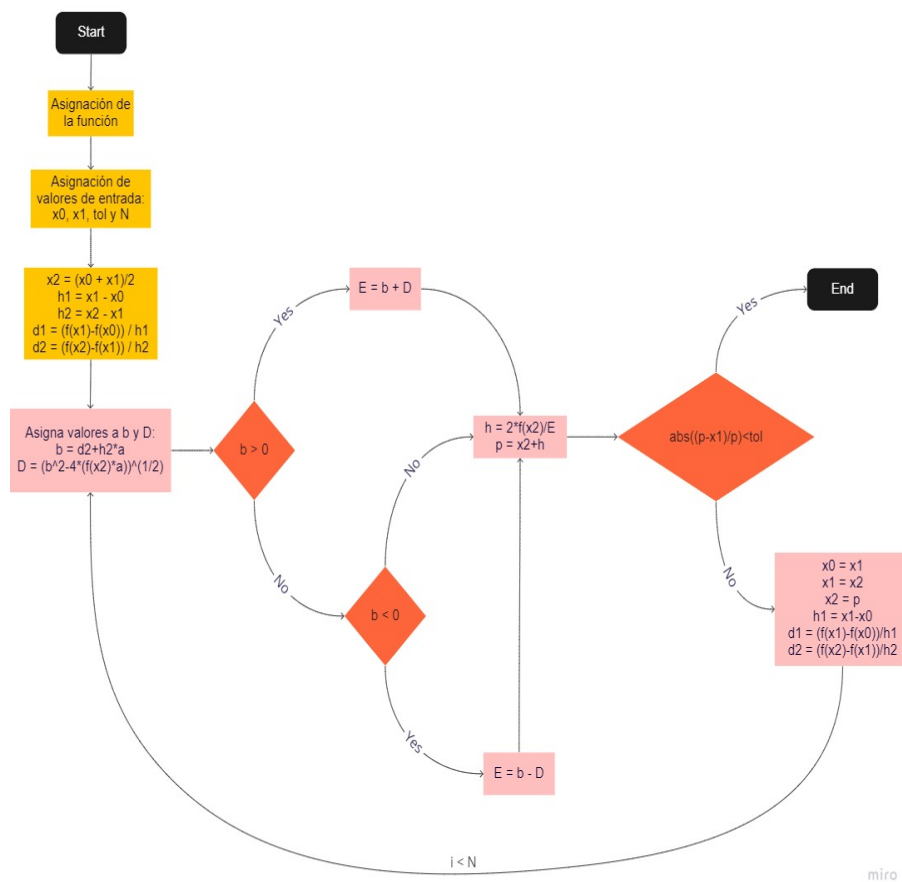 Start
Asignación de
la función
Asignación de
valores de entrada:
x0, x1, tol y N
x2 = (x0 + x1)/2
h1 = x1 - x0
h2 = x2 - x1
d1 = (f(x1)-f(x0)) / h1
d2 = (f(x2)-f(x1)) / h2
Asigna valores a b y D:
b = d2+h2*a
D = (b^2-4*(f(x2)*a))^(1/2)
b > 0
Yes
E = b + D
No
b < 0
No
Yes
E = b - D
h = 2*f(x2)/E
p = x2+h
abs((p-x1)/p)<tol
Yes
End
No
x0 = x1
x1 = x2
x2 = p
h1 = x1-x0
d1 = (f(x1)-f(x0))/h1
d2 = (f(x2)-f(x1))/h2
i < N
miro